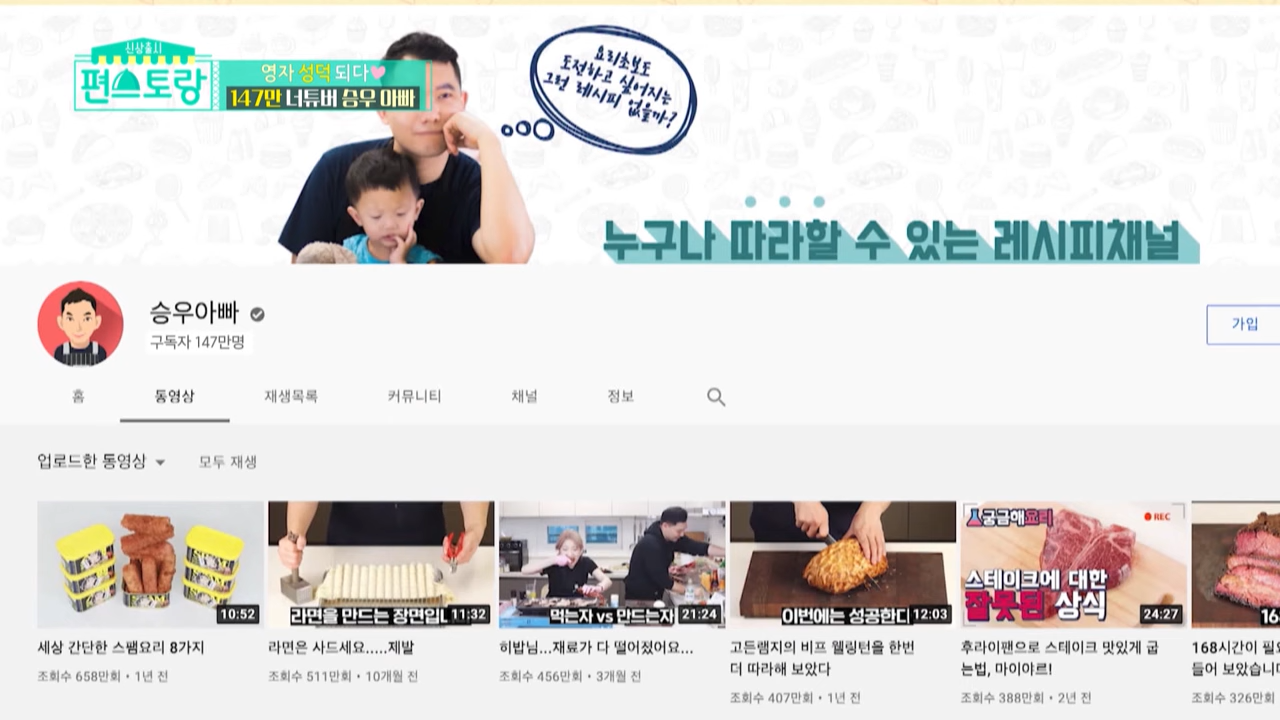 신상출시
편스토랑
영자 성덕 되다
147만 너튜버 승우 아빠
요리초보도
도전하고 싶어지는
그런 레시피 없을까?
누구나 따라할 수 있는 레시피채널
승우아빠
구독자 147만명
가입
홈 동영상 재생목록 커뮤니티 채널 정보
업로드한 동영상 모두 재생
10:52
라면을 만드는 장면입니
11:32
먹는자 vs 만드는자
21:24
이번에는 성공한다
12:03
궁금해요리
REC
스테이크에 대한
잘못된 상식
24:27
16
세상 간단한 스팸요리 8가지
조회수 658만회 • 1년 전
라면은 사드세요.....제발
조회수 511만회 • 10개월 전
히밥님...재료가 다 떨어졌어요...
조회수 456만회 • 3개월 전
고든램지의 비프 웰링턴을 한번
더 따라해 보았다
조회수 407만회 • 1년 전
후라이팬으로 스테이크 맛있게 굽
는법, 마이야르!
조회수 388만회 • 2년 전
168시간이 필요
들어 보았습니다
조회수 326만회